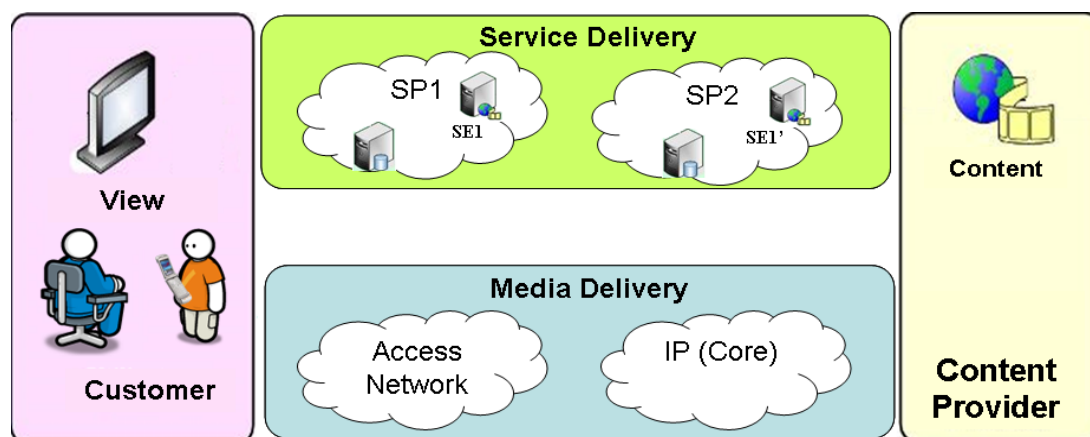 View
Customer
Service Delivery
SP1
SE1
SP2
SE1’
Media Delivery
Access
Network
IP (Core)
Content
Content
Provider